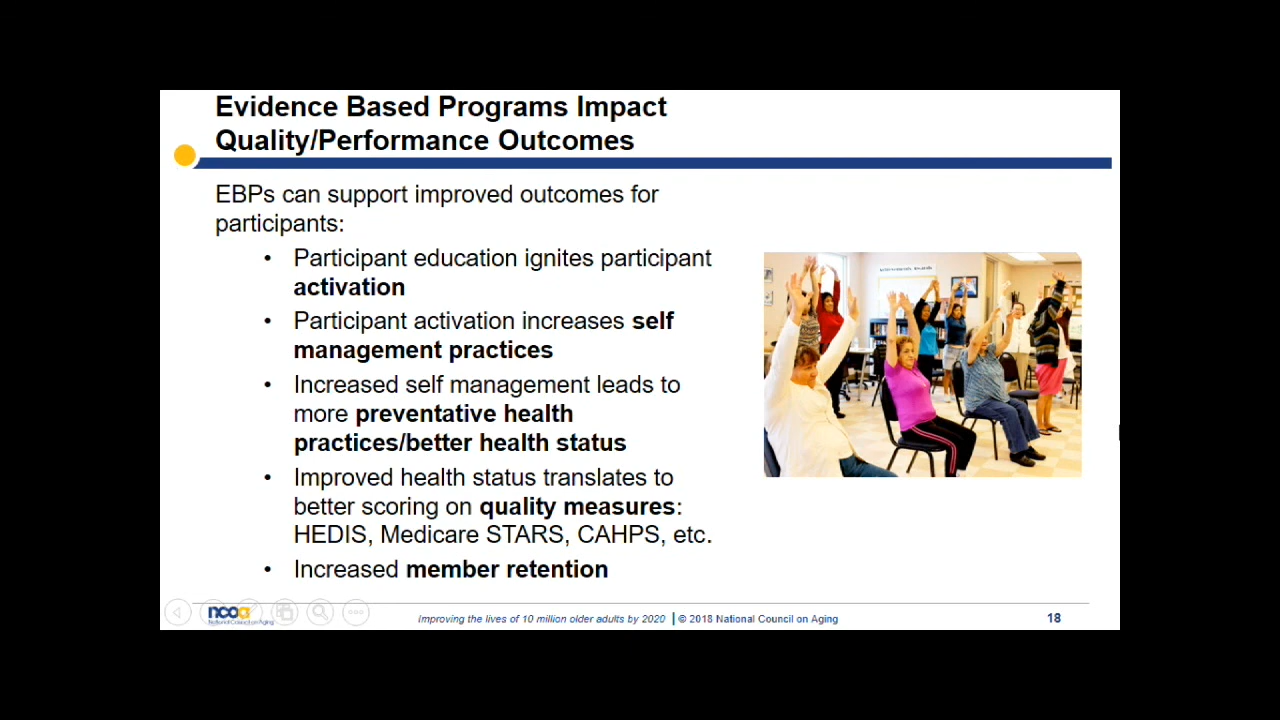 Evidence Based Programs Impact
Quality/Performance Outcomes
EBPs can support improved outcomes for
participants:
• Participant education ignites participant
activation
• Participant activation increases self
management practices
• Increased self management leads to
more preventative health
practices/better health status
• Improved health status translates to
better scoring on quality measures:
HEDIS, Medicare STARS, CAHPS, etc.
• Increased member retention
ncoa
National Council on Aging
Improving the lives of 10 million older adults by 2020 | © 2018 National Council on Aging
18